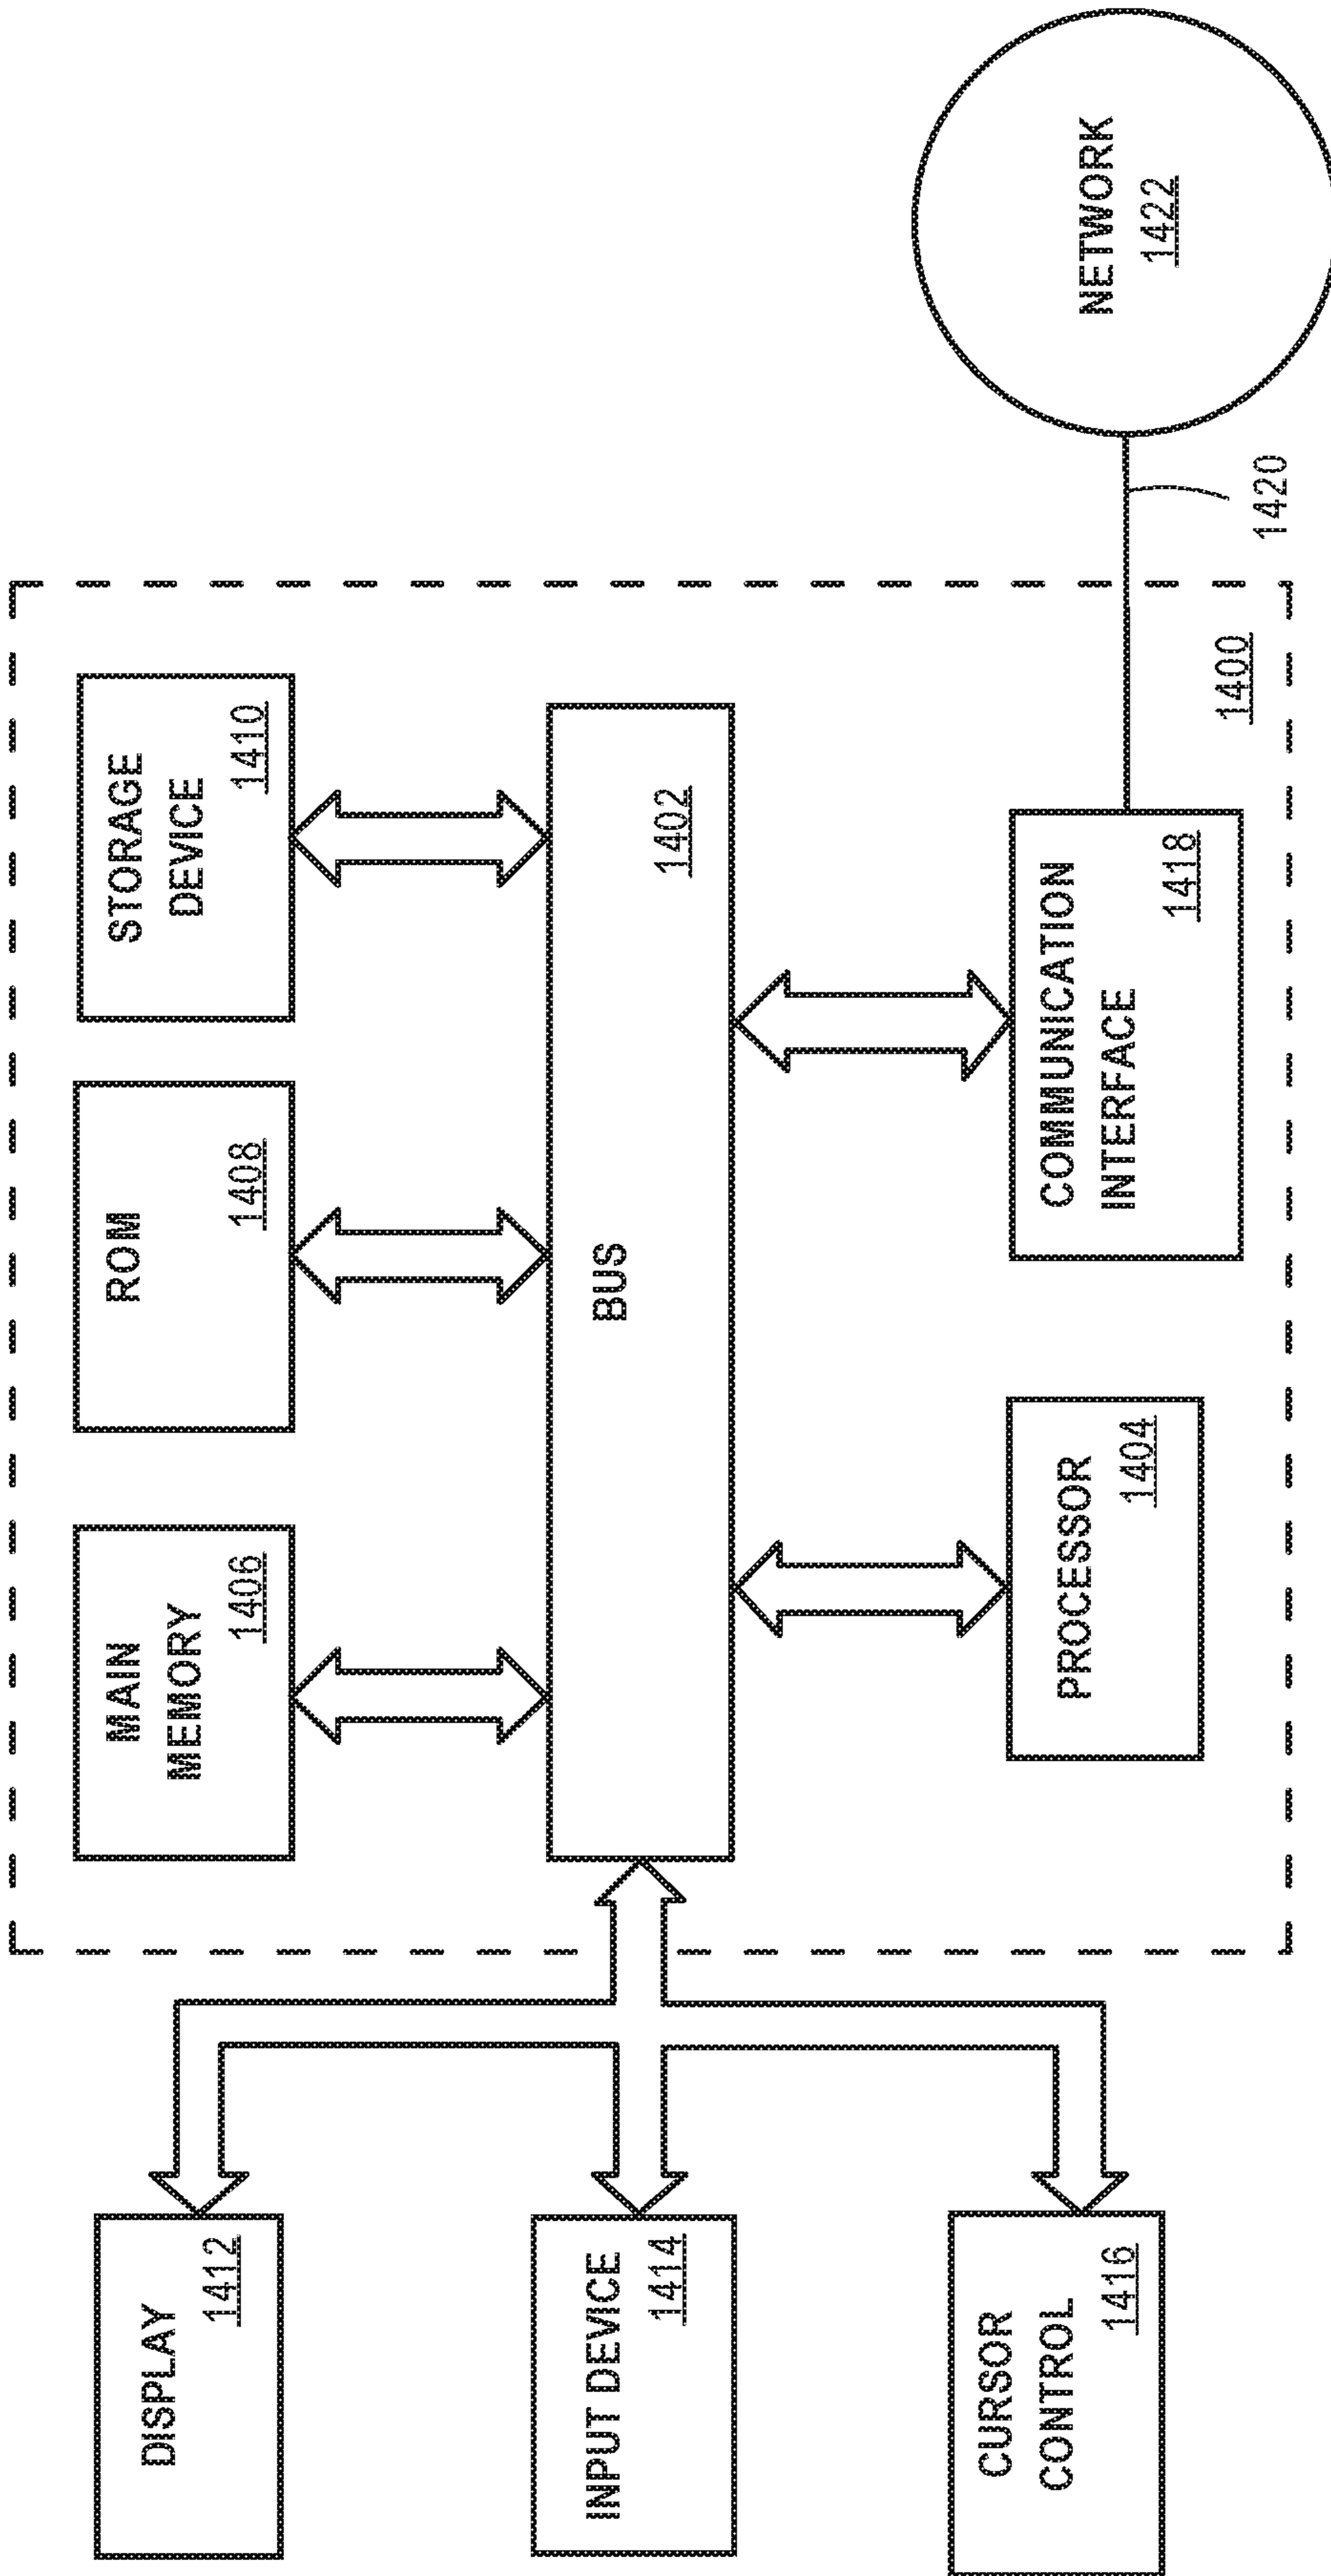 DISPLAY
1412
INPUT DEVICE
1414
CURSOR
CONTROL
1416
MAIN
MEMORY
1406
ROM
1408
STORAGE
DEVICE
1410
BUS
1402
PROCESSOR
1404
COMMUNICATION
INTERFACE
1418
1400
1420
NETWORK
1422